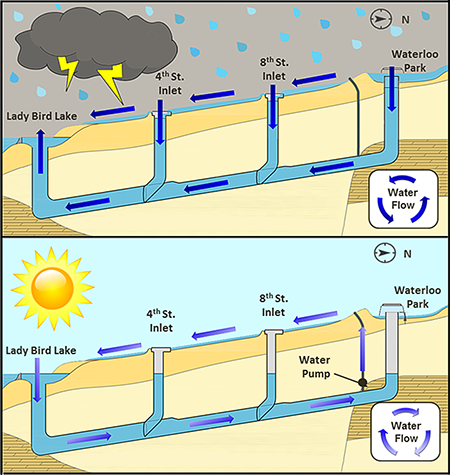 N
Waterloo
Park
8th St.
Inlet
4th St.
Inlet
Lady Bird Lake
Water
Flow
N
Waterloo
Park
8th St.
Inlet
4th St.
Inlet
Lady Bird Lake
Water
Pump
Water
Flow